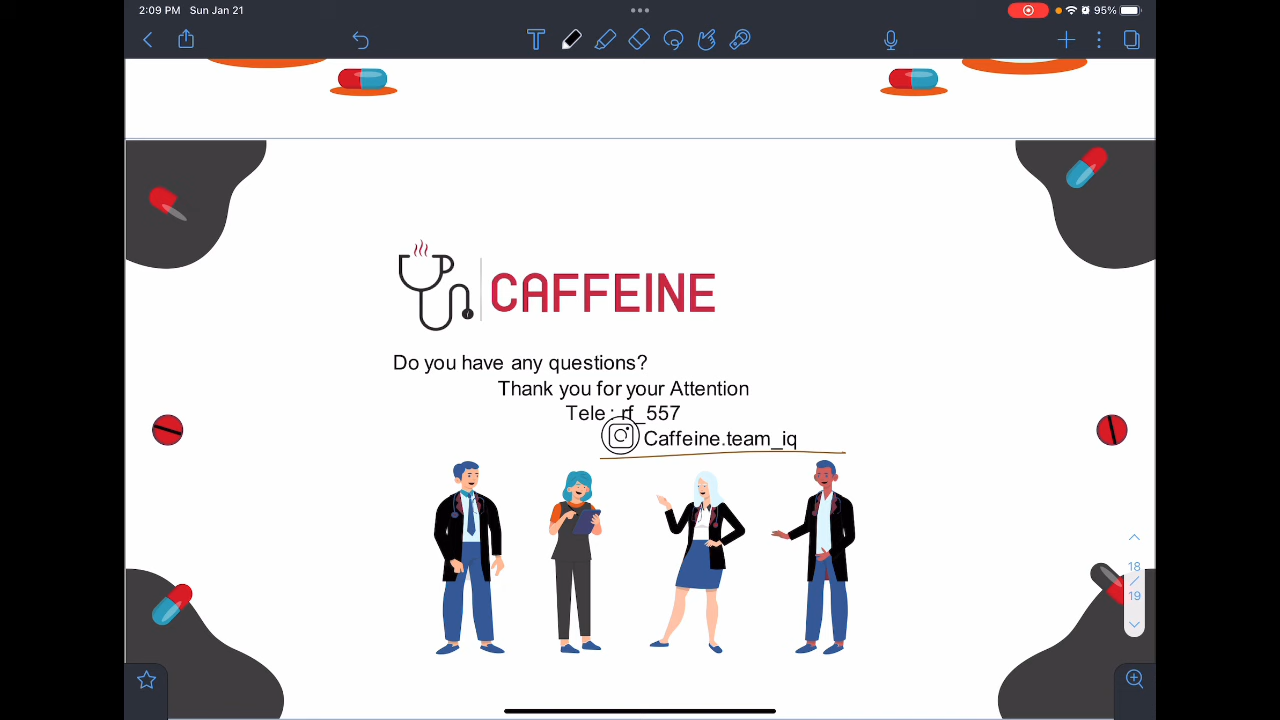 2:09 PM Sun Jan 21
95%
CAFFEINE
Do you have any questions?
Thank you for your Attention
Tele : rf_557
Caffeine.team_iq
18
/
19